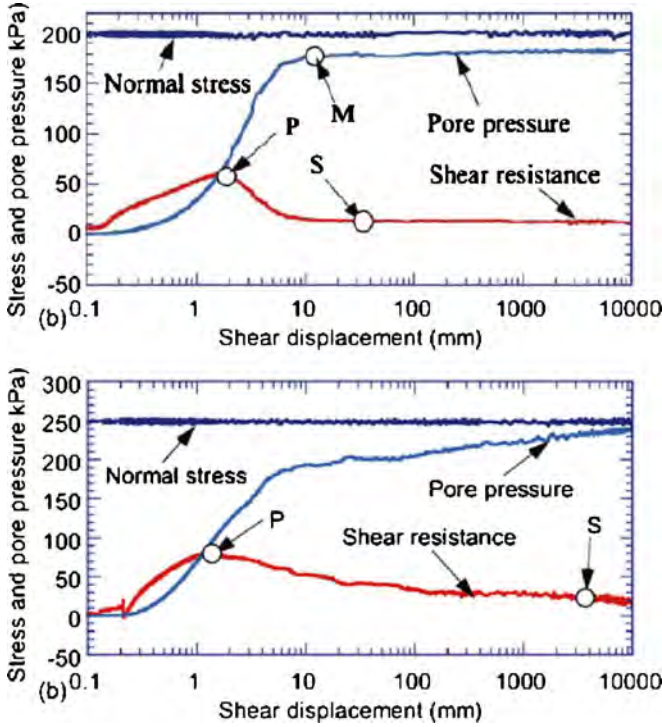 Stress and pore pressure kPa
200
150
100
50
0
-50
Normal stress
M
P
Pore pressure
S
Shear resistance
0.1 1 10 100 1000 10000
(b)
Shear displacement (mm)
Stress and pore pressure kPa
300
250
200
150
100
50
0
-50
Normal stress
Pore pressure
P
Shear resistance
S
0.1 1 10 100 1000 10000
(b)
Shear displacement (mm)